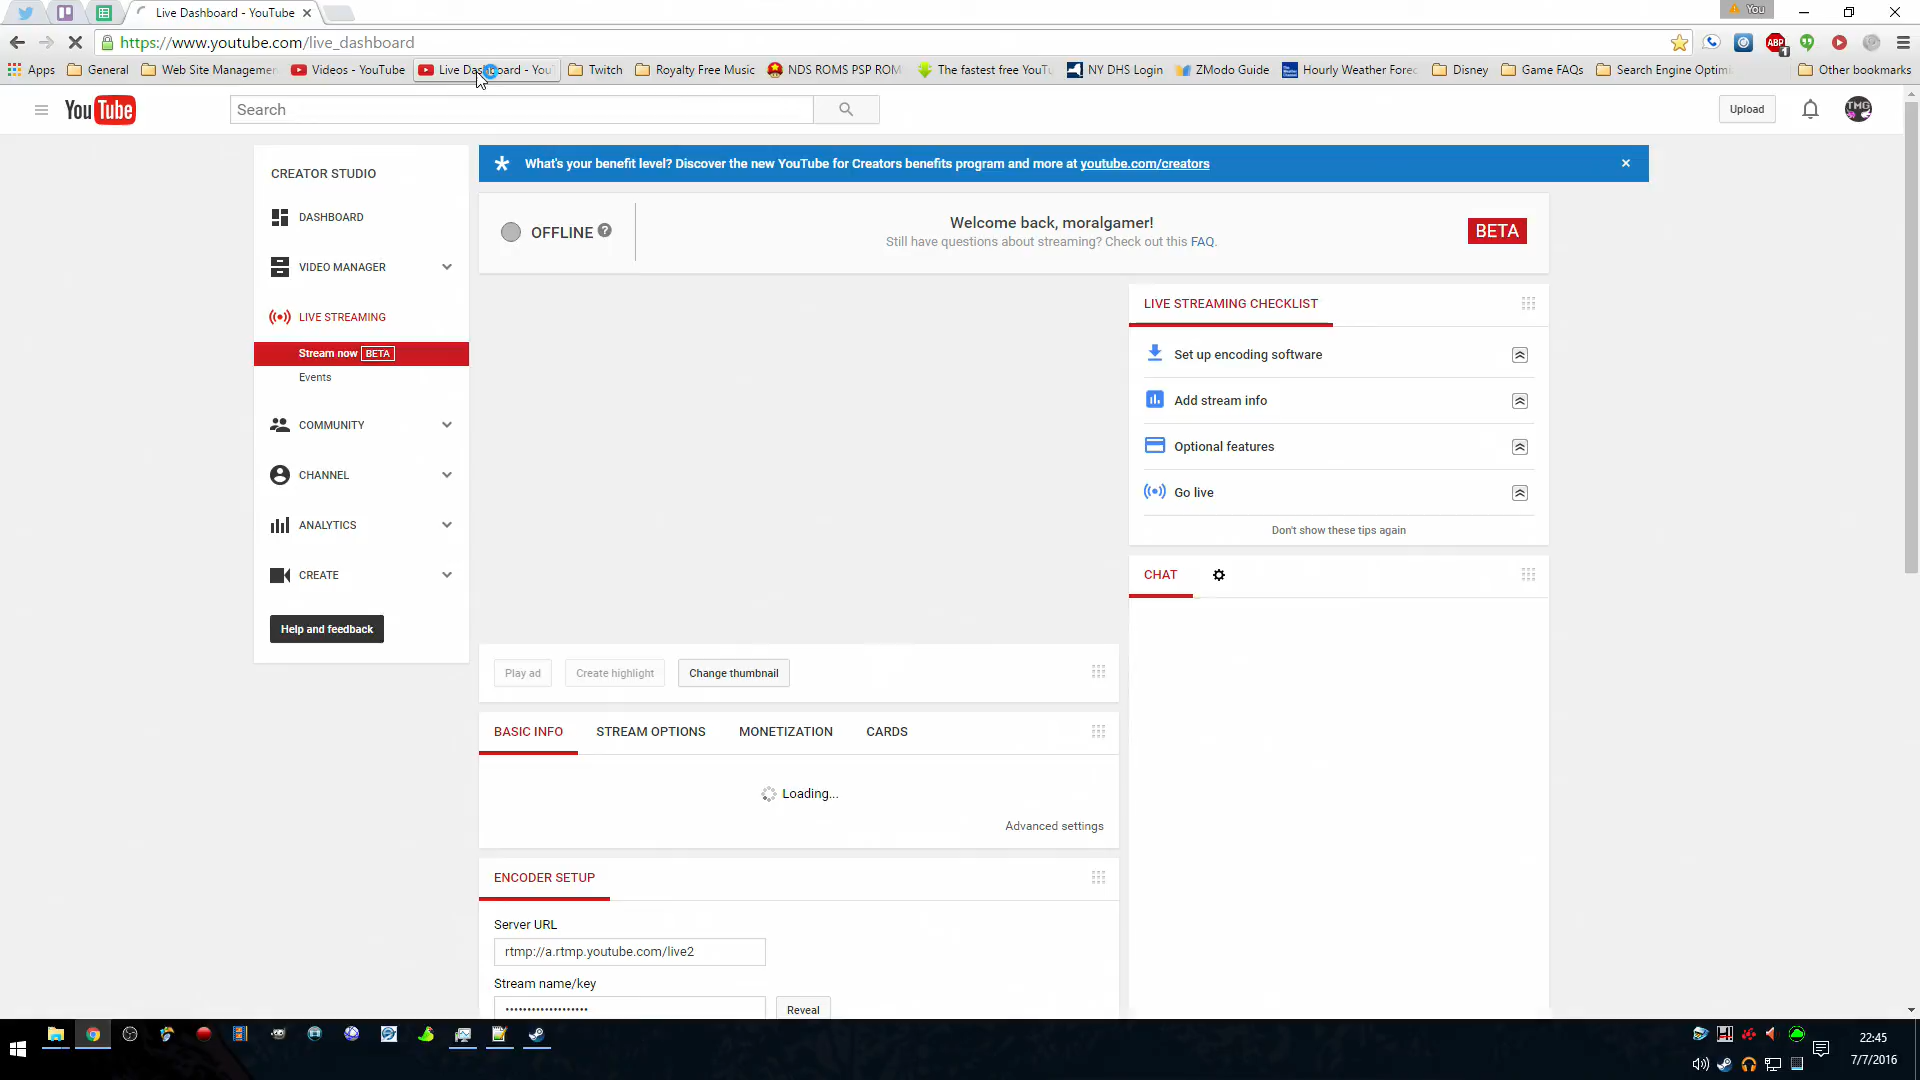 Live Dashboard - YouTube
You
https://www.youtube.com/live_dashboard
Apps General Web Site Managemen Videos - YouTube Live Dashboard - You Twitch Royalty Free Music NDS ROMS PSP ROM The fastest free YouTu NY DHS Login ZModo Guide Hourly Weather Forec Disney Game FAQs Search Engine Optimi Other bookmarks
ABP
1
YouTube
Search
Upload
TMG
CREATOR STUDIO
DASHBOARD
VIDEO MANAGER
LIVE STREAMING
Stream now BETA
Events
COMMUNITY
CHANNEL
ANALYTICS
CREATE
Help and feedback
What's your benefit level? Discover the new YouTube for Creators benefits program and more at youtube.com/creators
OFFLINE ?
Welcome back, moralgamer!
Still have questions about streaming? Check out this FAQ.
BETA
LIVE STREAMING CHECKLIST
Set up encoding software
Add stream info
Optional features
Go live
Don't show these tips again
CHAT
Play ad Create highlight Change thumbnail
BASIC INFO STREAM OPTIONS MONETIZATION CARDS
Loading...
Advanced settings
ENCODER SETUP
Server URL
rtmp://a.rtmp.youtube.com/live2
Stream name/key
•••••••••••••••••••
Reveal
22:45
7/7/2016